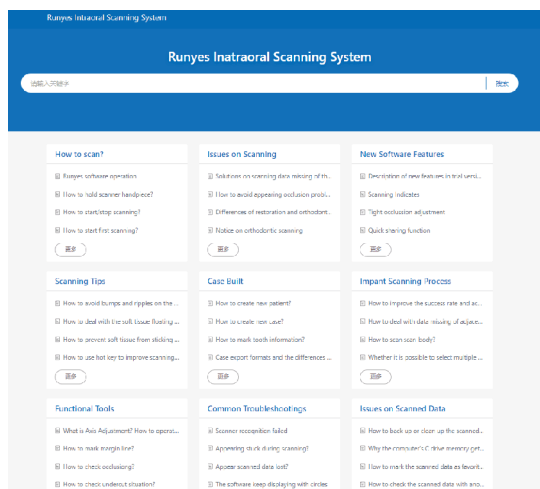 Runyes Intraoral Scanning System
Runyes Inatraoral Scanning System
请输入关键字
搜索
How to scan?
Runyes software operation
How to hold scanner handpiece?
How to start/stop scanning?
How to start first scanning?
更多
Issues on Scanning
Solutions on scanning data missing of th...
How to avoid appearing occlusion probl...
Differences of restoration and orthodont...
Notice on orthodontic scanning
更多
New Software Features
Description of new features in trial versi...
Scanning Indicates
Tight occlusion adjustment
Quick sharing function
更多
Scanning Tips
How to avoid bumps and ripples on the ...
How to deal with the soft tissue floating ...
How to prevent soft tissue from sticking ...
How to use hot key to improve scanning...
更多
Case Built
How to create new patient?
How to create new case?
How to mark tooth information?
Case export formats and the differences ...
更多
Impant Scanning Process
How to improve the success rate and ac...
How to deal with data missing of adjace...
How to scan scan body?
Whether it is possible to select multiple ...
更多
Functional Tools
What is Axis Adjustment? How to operat...
How to mark margin line?
How to check occlusiong?
How to check undercut situation?
Common Troubleshootings
Scanner recognition failed
Appearing stuck during scanning?
Appear scanned data lost?
The software keep displaying with circles
Issues on Scanned Data
How to back up or clean up the scanned...
Why the computer's C drive memory get...
How to mark the scanned data as favorit...
How to check the scanned data with ano...